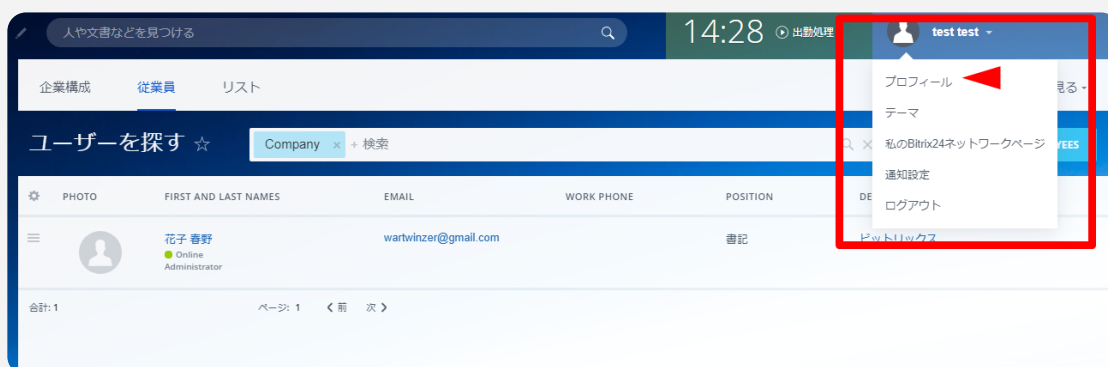 人や文書などを見つける
14:28 出勤処理
test test
企業構成 従業員 リスト
プロフィール
見る
テーマ
ユーザーを探す
Company × + 検索
私のBitrix24ネットワークページ
YEES
通知設定
ログアウト
PHOTO FIRST AND LAST NAMES EMAIL WORK PHONE POSITION DE
花子 春野 wartwinzer@gmail.com 書記 ビットリックス
Online
Administrator
合計: 1 ページ: 1 前 次